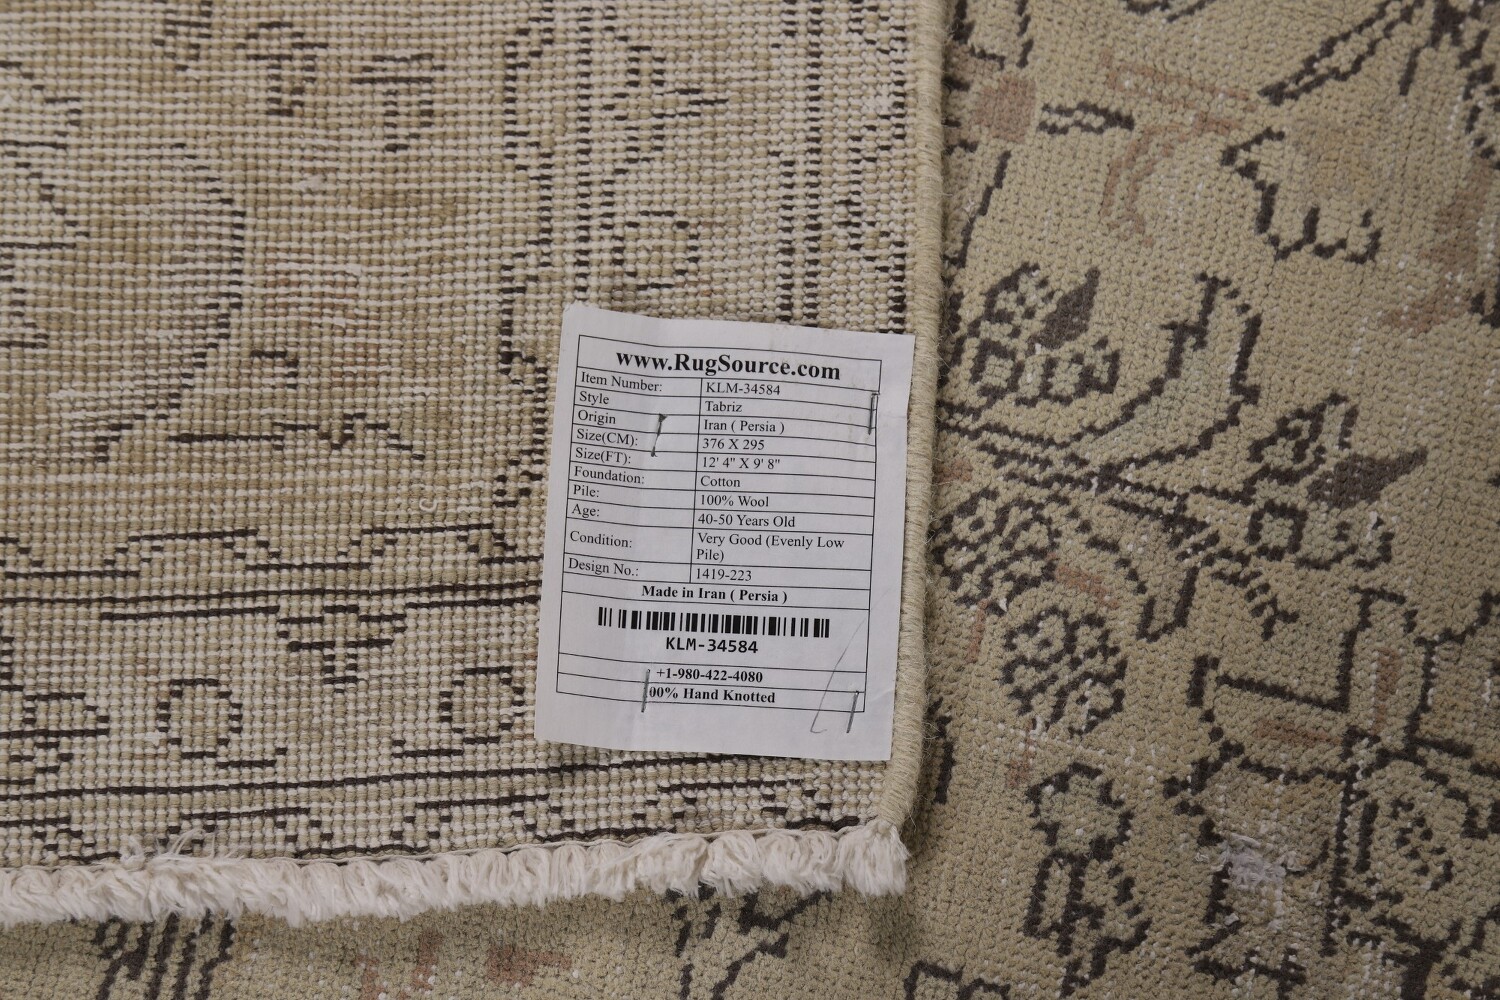 www.RugSource.com
Item Number: KLM-34584
Style Tabriz
Origin Iran ( Persia )
Size(CM): 376 X 295
Size(FT): 12' 4" X 9' 8"
Foundation: Cotton
Pile: 100% Wool
Age: 40-50 Years Old
Condition: Very Good (Evenly Low
Pile)
Design No.: 1419-223
Made in Iran ( Persia )
KLM-34584
+1-980-422-4080
00% Hand Knotted